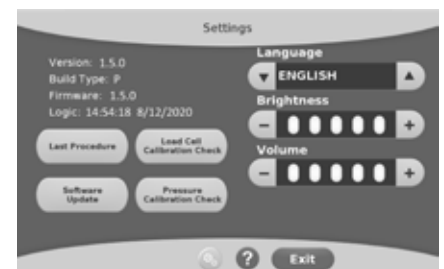 Settings
Version: 1.5.0
Build Type: P
Firmware: 1.5.0
Logic: 14:54:18 8/12/2020
Last Procedure
Load Cell
Calibration Check
Software
Update
Pressure
Calibration Check
Language
ENGLISH
Brightness
Volume
?
Exit